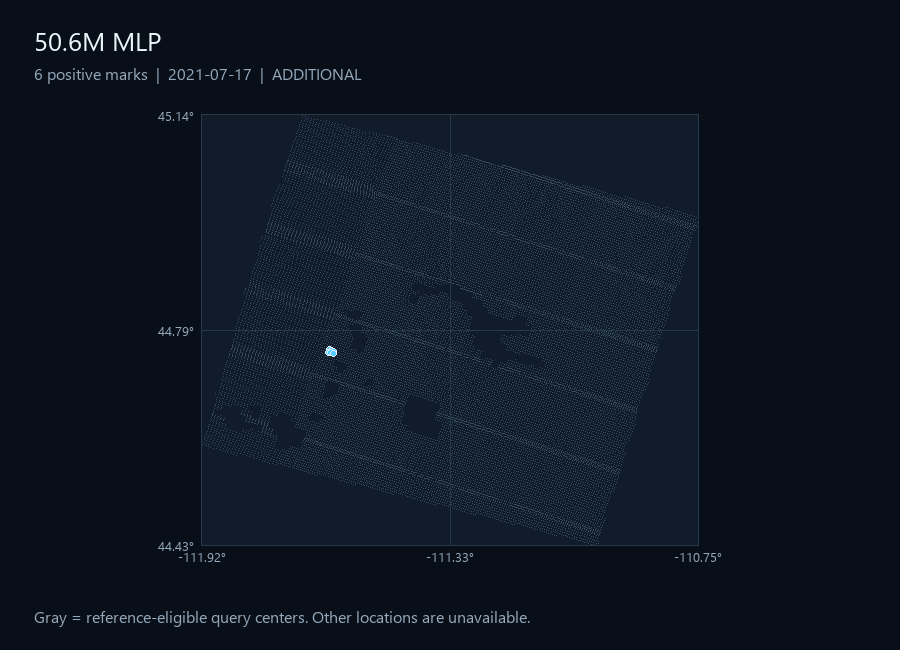 50.6M MLP
6 positive marks | 2021-07-17 | ADDITIONAL
45.14°
44.79°
44.43°
-111.92°
-111.33°
-110.75°
Gray = reference-eligible query centers. Other locations are unavailable.